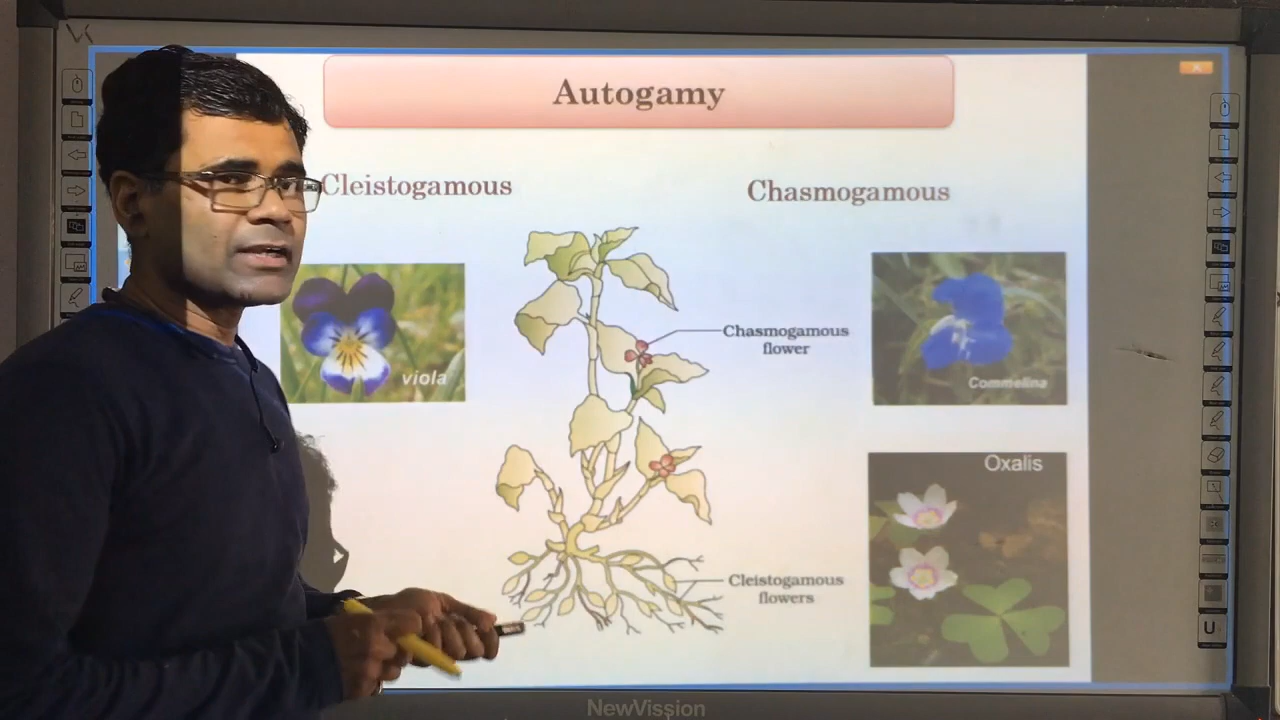 Autogamy
Cleistogamous
Chasmogamous
viola
Chasmogamous
flower
Commelina
Oxalis
Cleistogamous
flowers
NewVission